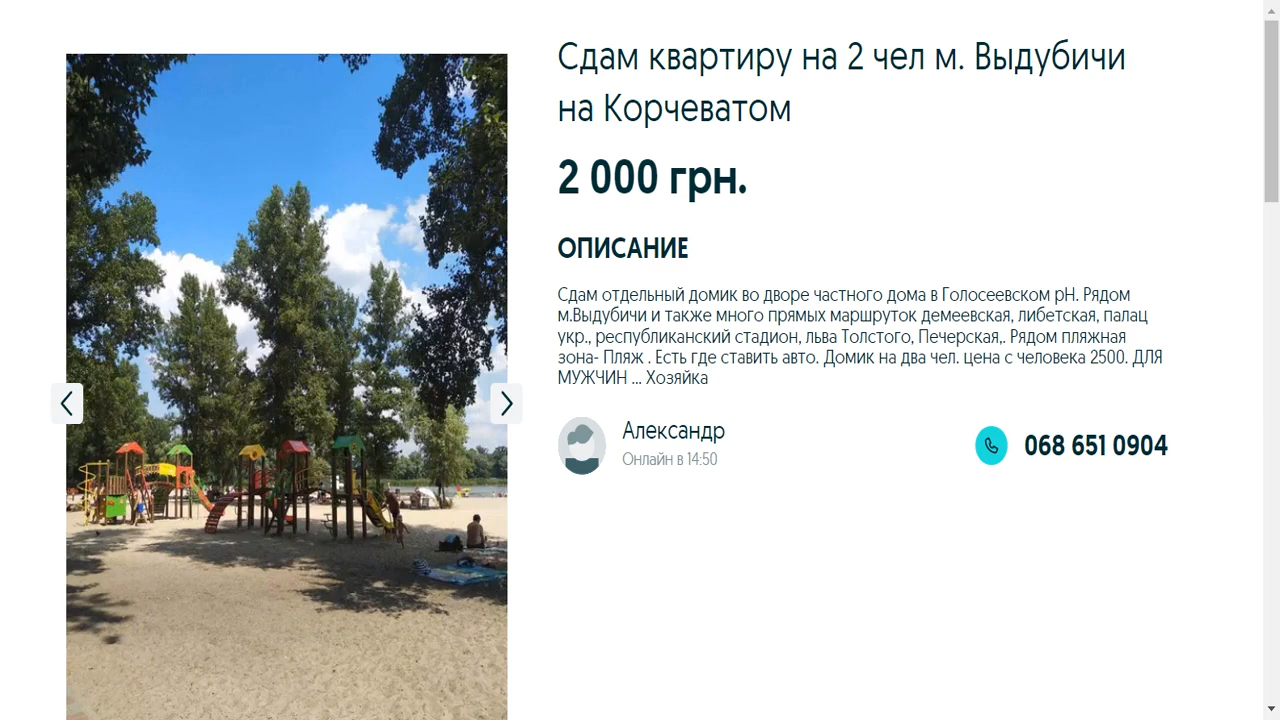 Сдам квартиру на 2 чел м. Выдубичи
на Корчеватом
2 000 грн.
ОПИСАНИЕ
Сдам отдельный домик во дворе частного дома в Голосеевском рН. Рядом
м.Выдубичи и также много прямых маршруток демеевская, либетская, палац
укр., республиканский стадион, льва Толстого, Печерская,. Рядом пляжная
зона- Пляж . Есть где ставить авто. Домик на два чел. цена с человека 2500. ДЛЯ
МУЖЧИН ... Хозяйка
Александр
Онлайн в 14:50
068 651 0904